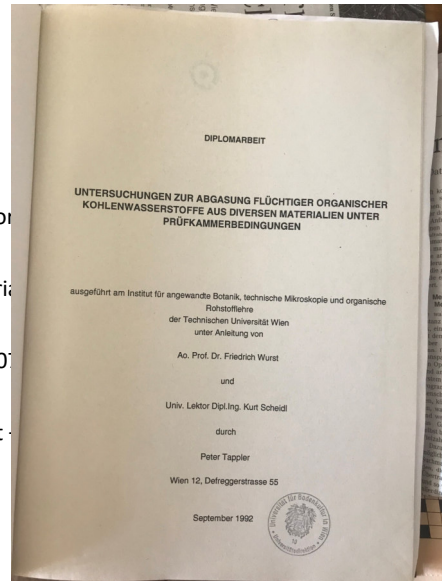 DIPLOMARBEIT
UNTERSUCHUNGEN ZUR ABGASUNG FLÜCHTIGER ORGANISCHER
KOHLENWASSERSTOFFE AUS DIVERSEN MATERIALIEN UNTER
PRÜFKAMMERBEDINGUNGEN
ausgeführt am Institut für angewandte Botanik, technische Mikroskopie und organische
Rohstofflehre
der Technischen Universität Wien
unter Anleitung von
Ao. Prof. Dr. Friedrich Wurst
und
Univ. Lektor Dipl.Ing. Kurt Scheidl
durch
Peter Tappler
Wien 12, Defreggerstrasse 55
September 1992
Universität für Bodenkultur in Wien